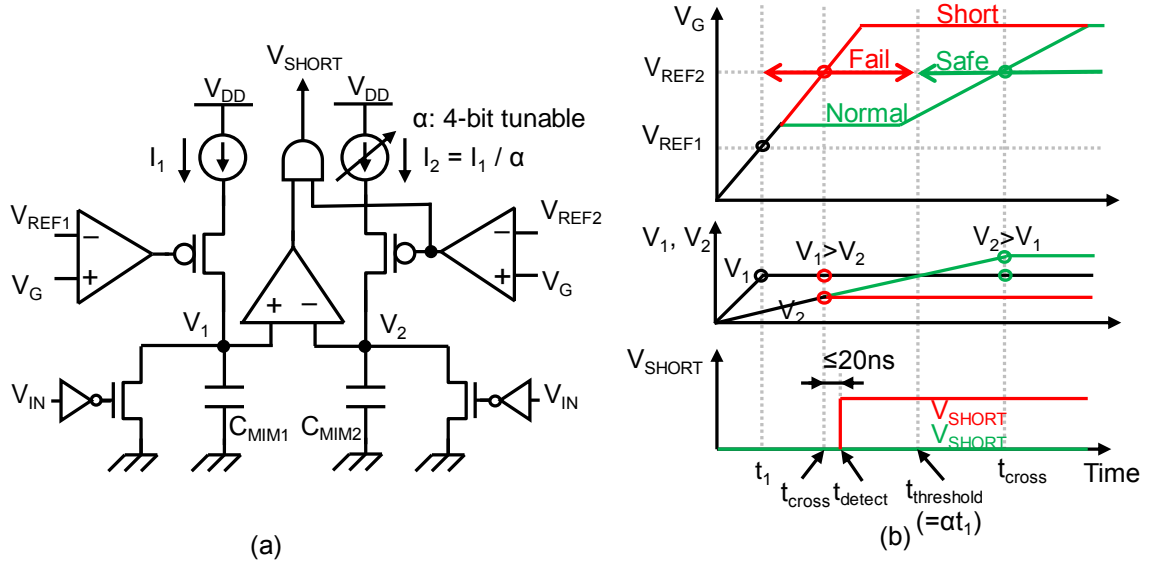 V_SHORT
V_DD
V_DD
α: 4-bit tunable
I_1
I_2 = I_1 / α
V_REF1
−
+
V_G
V_REF2
−
+
V_G
+ −
V_1
V_2
V_IN
V_IN
C_MIM1
C_MIM2
(a)
V_G
Short
V_REF2
Fail
Safe
Normal
V_REF1
V_1, V_2
V_1>V_2
V_2>V_1
V_1
V_2
V_SHORT
≤20ns
V_SHORT
V_SHORT
t_1
t_cross
t_detect
t_threshold
(=αt_1)
t_cross
Time
(b)